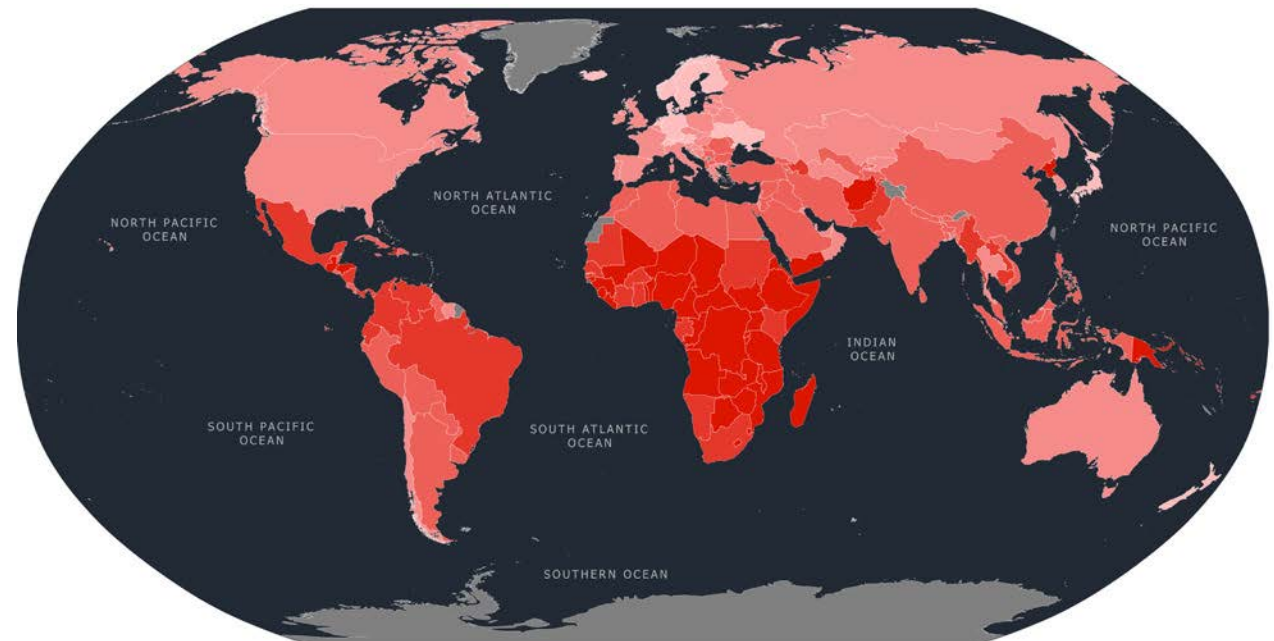 NORTH ATLANTIC
OCEAN
NORTH PACIFIC
OCEAN
NORTH PACIFIC
OCEAN
INDIAN
OCEAN
SOUTH PACIFIC
OCEAN
SOUTH ATLANTIC
OCEAN
SOUTHERN OCEAN